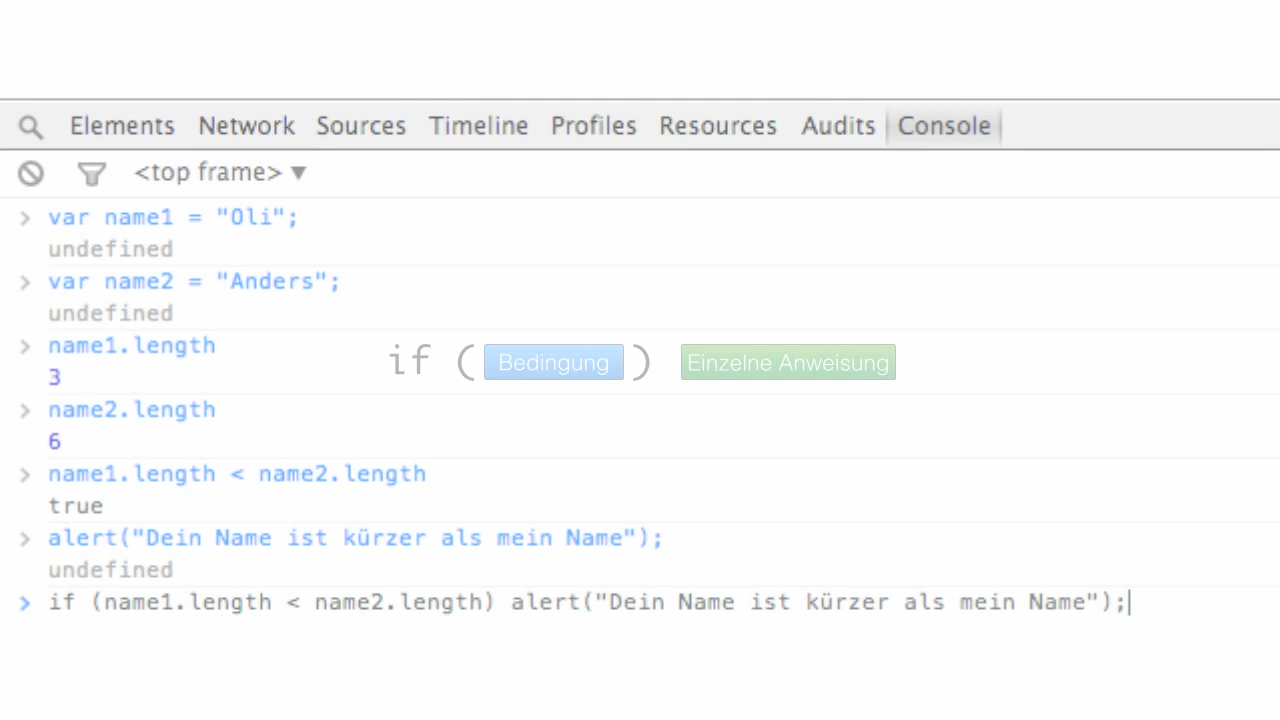 Elements Network Sources Timeline Profiles Resources Audits Console
<top frame> ▼
> var name1 = "Oli";
undefined
> var name2 = "Anders";
undefined
> name1.length
3
if ( Bedingung ) Einzelne Anweisung
> name2.length
6
> name1.length < name2.length
true
> alert("Dein Name ist kürzer als mein Name");
undefined
> if (name1.length < name2.length) alert("Dein Name ist kürzer als mein Name");